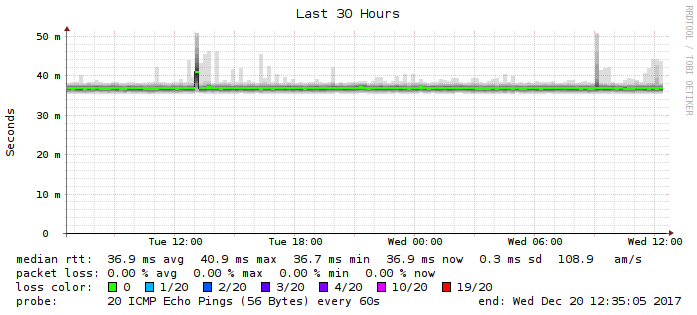 Last 30 Hours
RRDTOOL / TOBI OETIKER
Seconds
50 m
40 m
30 m
20 m
10 m
0
Tue 12:00 Tue 18:00 Wed 00:00 Wed 06:00 Wed 12:00
median rtt: 36.9 ms avg 40.9 ms max 36.7 ms min 36.9 ms now 0.3 ms sd 108.9 am/s
packet loss: 0.00 % avg 0.00 % max 0.00 % min 0.00 % now
loss color: 0 1/20 2/20 3/20 4/20 10/20 19/20
probe: 20 ICMP Echo Pings (56 Bytes) every 60s end: Wed Dec 20 12:35:05 2017